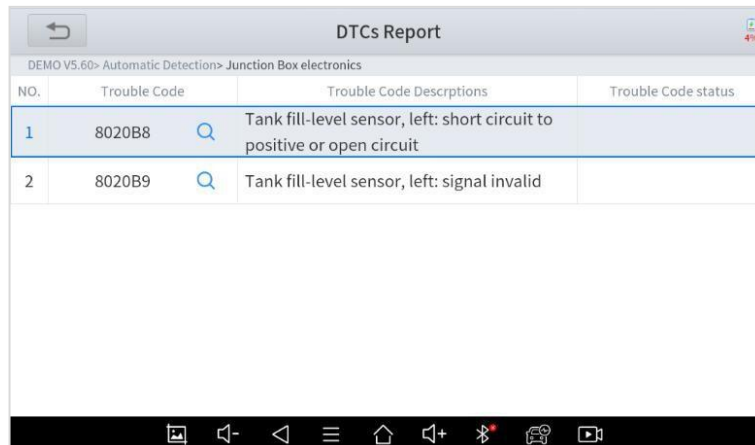 DTCs Report
4%
DEMO V5.60> Automatic Detection> Junction Box electronics
NO. Trouble Code Trouble Code Descrptions Trouble Code status
1 8020B8 Tank fill-level sensor, left: short circuit to
positive or open circuit
2 8020B9 Tank fill-level sensor, left: signal invalid